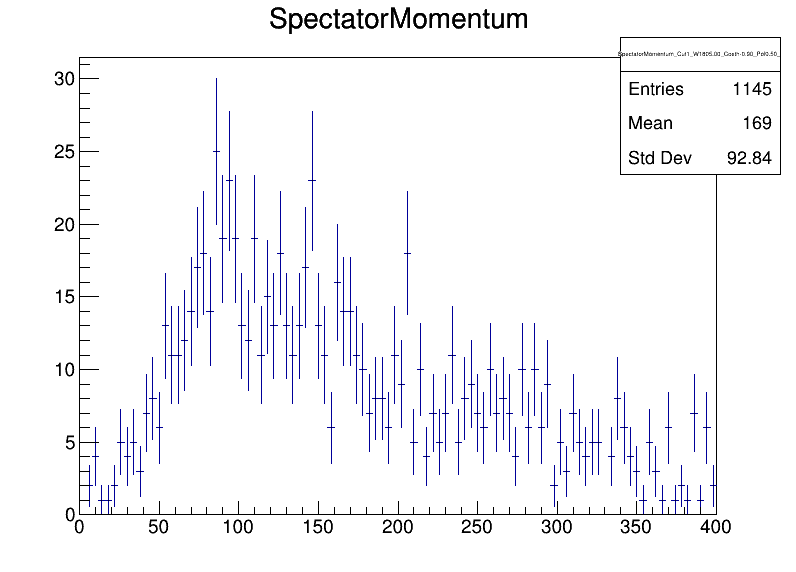 SpectatorMomentum
SpectatorMomentum_Cut1_W1805.00_Costh-0.90_Pol0.50_
Entries 1145
Mean 169
Std Dev 92.84
30
25
20
15
10
5
0
0 50 100 150 200 250 300 350 400